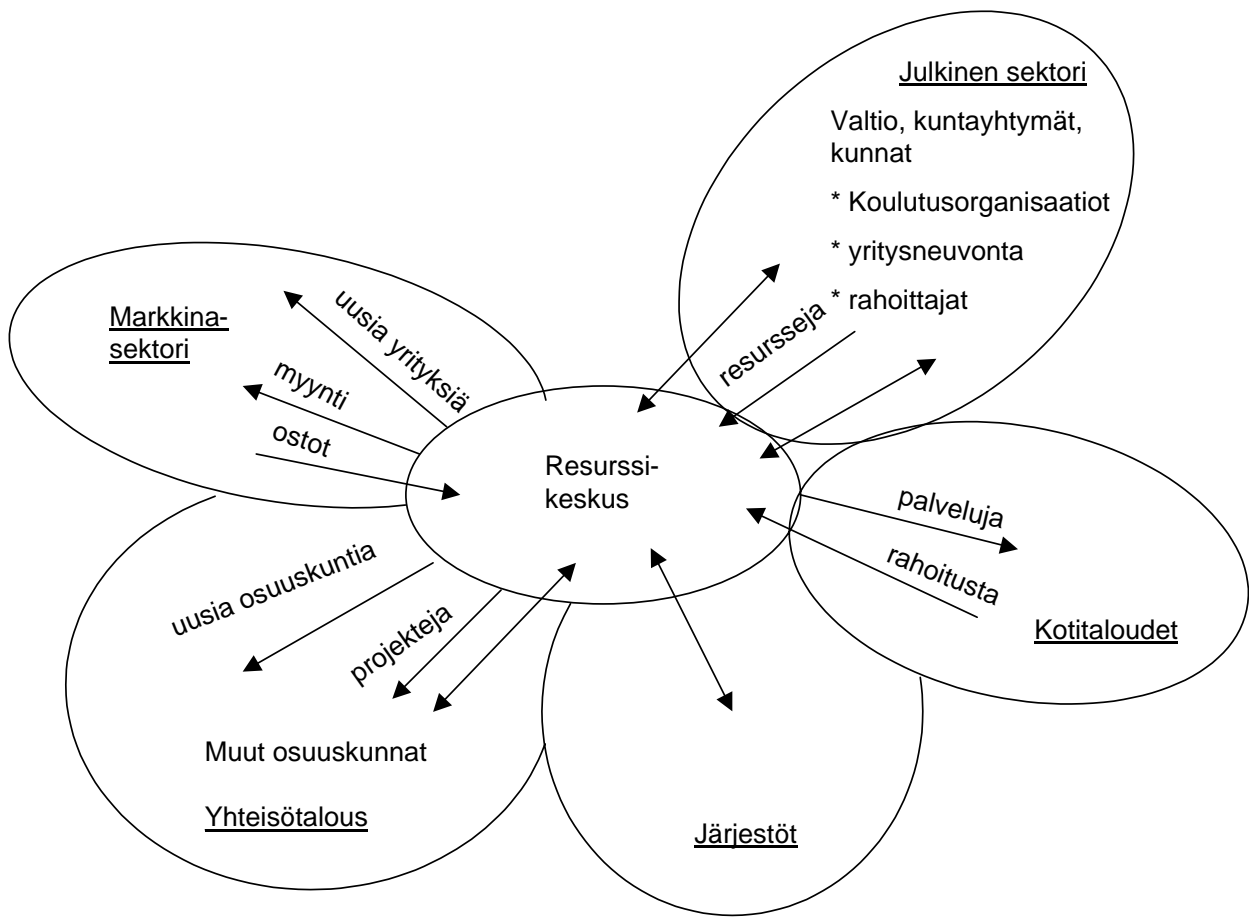 Julkinen sektori
Valtio, kuntayhtymät,
kunnat
* Koulutusorganisaatiot
* yritysneuvonta
* rahoittajat
resursseja
Markkina-
sektori
uusia yrityksiä
myynti
ostot
Resurssi-
keskus
palveluja
rahoitusta
Kotitaloudet
uusia osuuskuntia
projekteja
Muut osuuskunnat
Yhteisötalous
Järjestöt